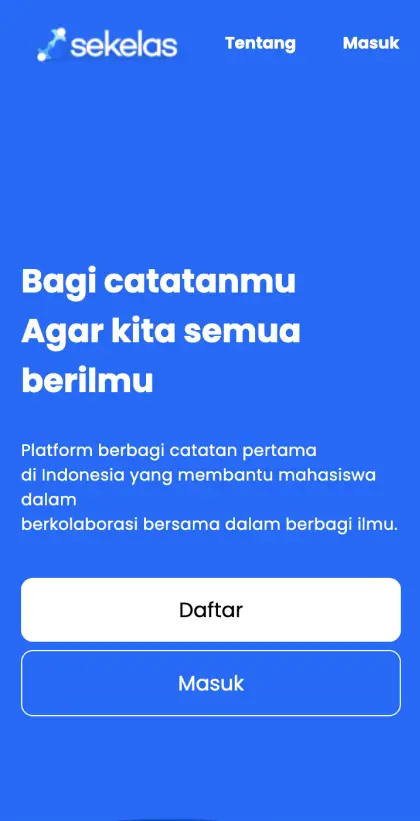 sekelas
Tentang
Masuk
Bagi catatanmu
Agar kita semua
berilmu
Platform berbagi catatan pertama
di Indonesia yang membantu mahasiswa
dalam
berkolaborasi bersama dalam berbagi ilmu.
Daftar
Masuk